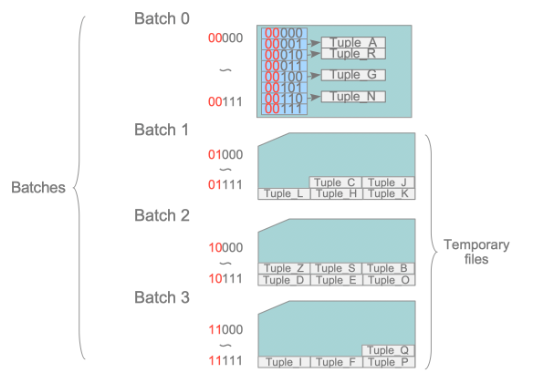 Batch 0
00000
00111
00000
00001
00010
00011
00100
00101
00110
00111
Tuple_A
Tuple_R
Tuple_G
Tuple_N
Batch 1
01000
01111
Tuple_C Tuple_J
Tuple_L Tuple_H Tuple_K
Batches
Batch 2
10000
10111
Tuple_Z Tuple_S Tuple_B
Tuple_D Tuple_E Tuple_O
Temporary
files
Batch 3
11000
11111
Tuple_Q
Tuple_I Tuple_F Tuple_P